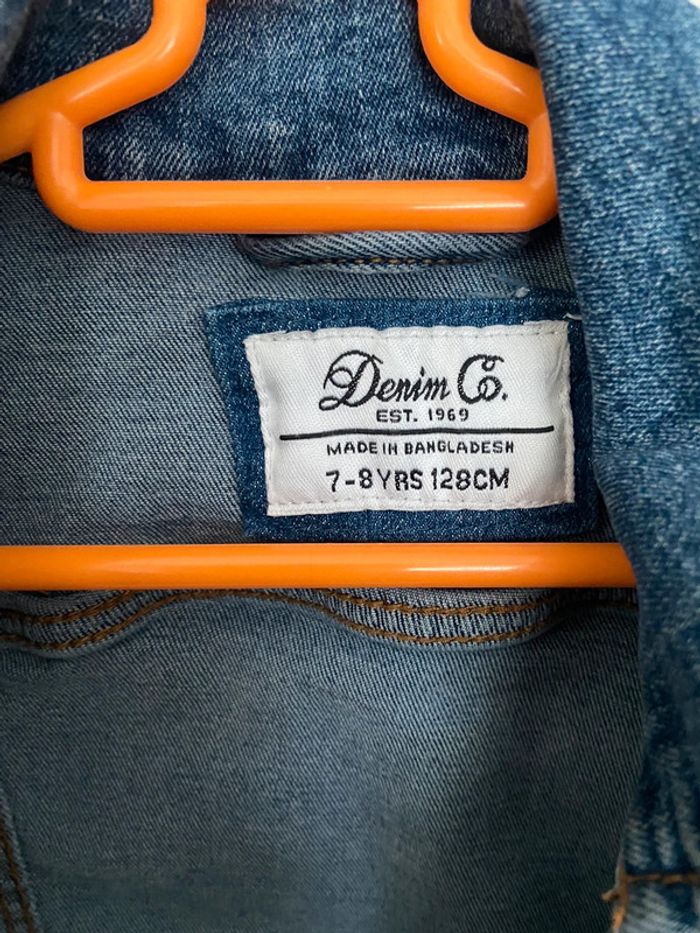 Denim Co.
EST. 1969
MADE IN BANGLADESH
7-8YRS 128CM